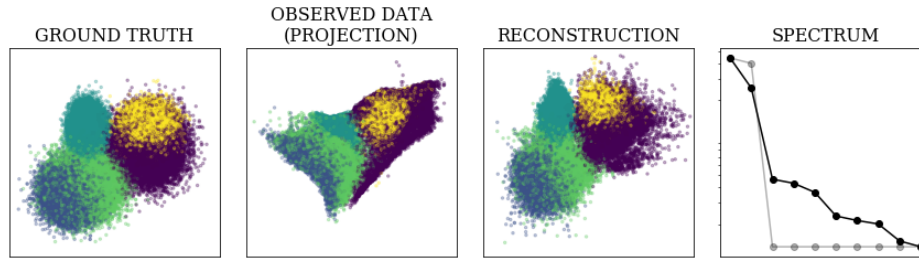 GROUND TRUTH
OBSERVED DATA
(PROJECTION)
RECONSTRUCTION
SPECTRUM